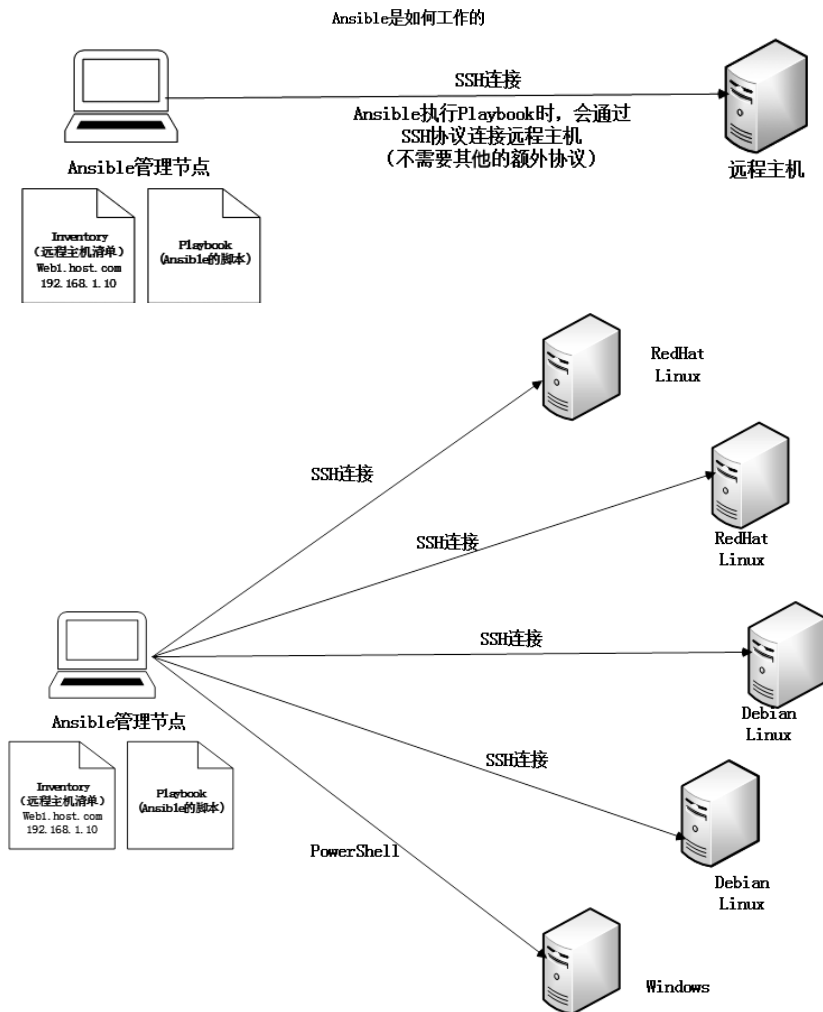 Ansible是如何工作的
SSH连接
Ansible执行Playbook时，会通过
SSH协议连接远程主机
（不需要其他的额外协议）
Ansible管理节点
远程主机
Inventory
（远程主机清单）
Web1.host.com
192.168.1.10
Playbook
(Ansible的脚本)
RedHat
Linux
SSH连接
SSH连接
RedHat
Linux
SSH连接
Ansible管理节点
Debian
Linux
Inventory
（远程主机清单）
Web1.host.com
192.168.1.10
Playbook
(Ansible的脚本)
SSH连接
PowerShell
Debian
Linux
Windows